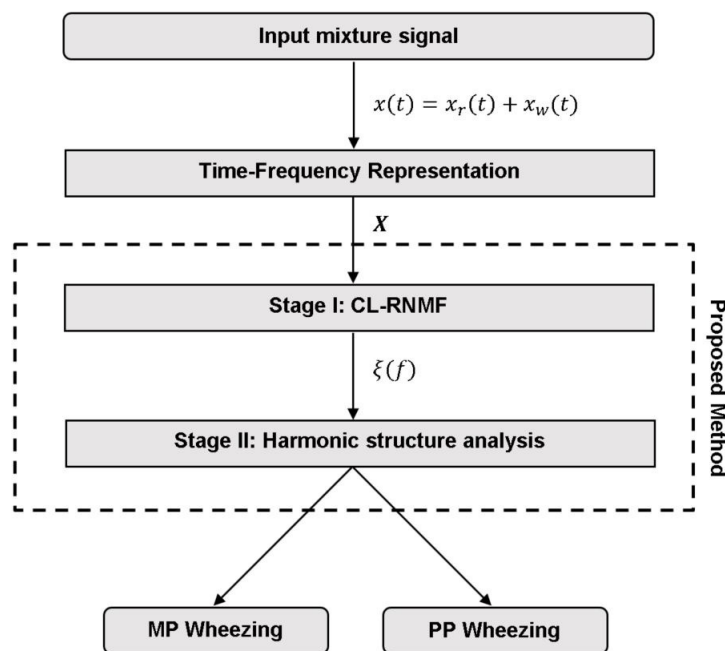 Input mixture signal
x(t) = x_r(t) + x_w(t)
Time-Frequency Representation
X
Stage I: CL-RNMF
ξ(f)
Stage II: Harmonic structure analysis
Proposed Method
MP Wheezing
PP Wheezing